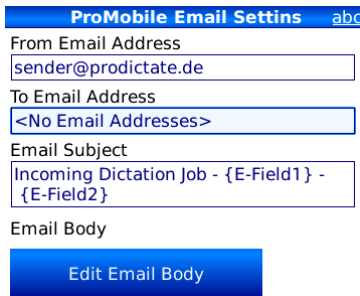 ProMobile Email Settins abc
From Email Address
sender@prodictate.de
To Email Address
<No Email Addresses>
Email Subject
Incoming Dictation Job - {E-Field1} -
{E-Field2}
Email Body
Edit Email Body